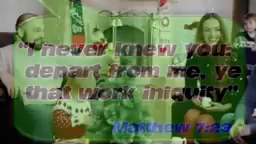 "I never knew you:
depart from me, ye
that work iniquity"
Matthew 7:23